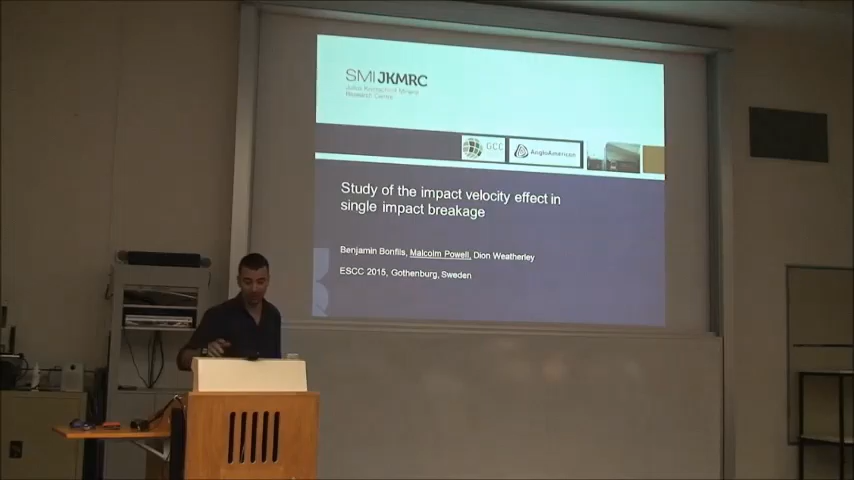 SMI JKMRC
Julius Kruttschnitt Mineral
Research Centre
GCC
AngloAmerican
Study of the impact velocity effect in
single impact breakage
Benjamin Bonfils, Malcolm Powell, Dion Weatherley
ESCC 2015, Gothenburg, Sweden